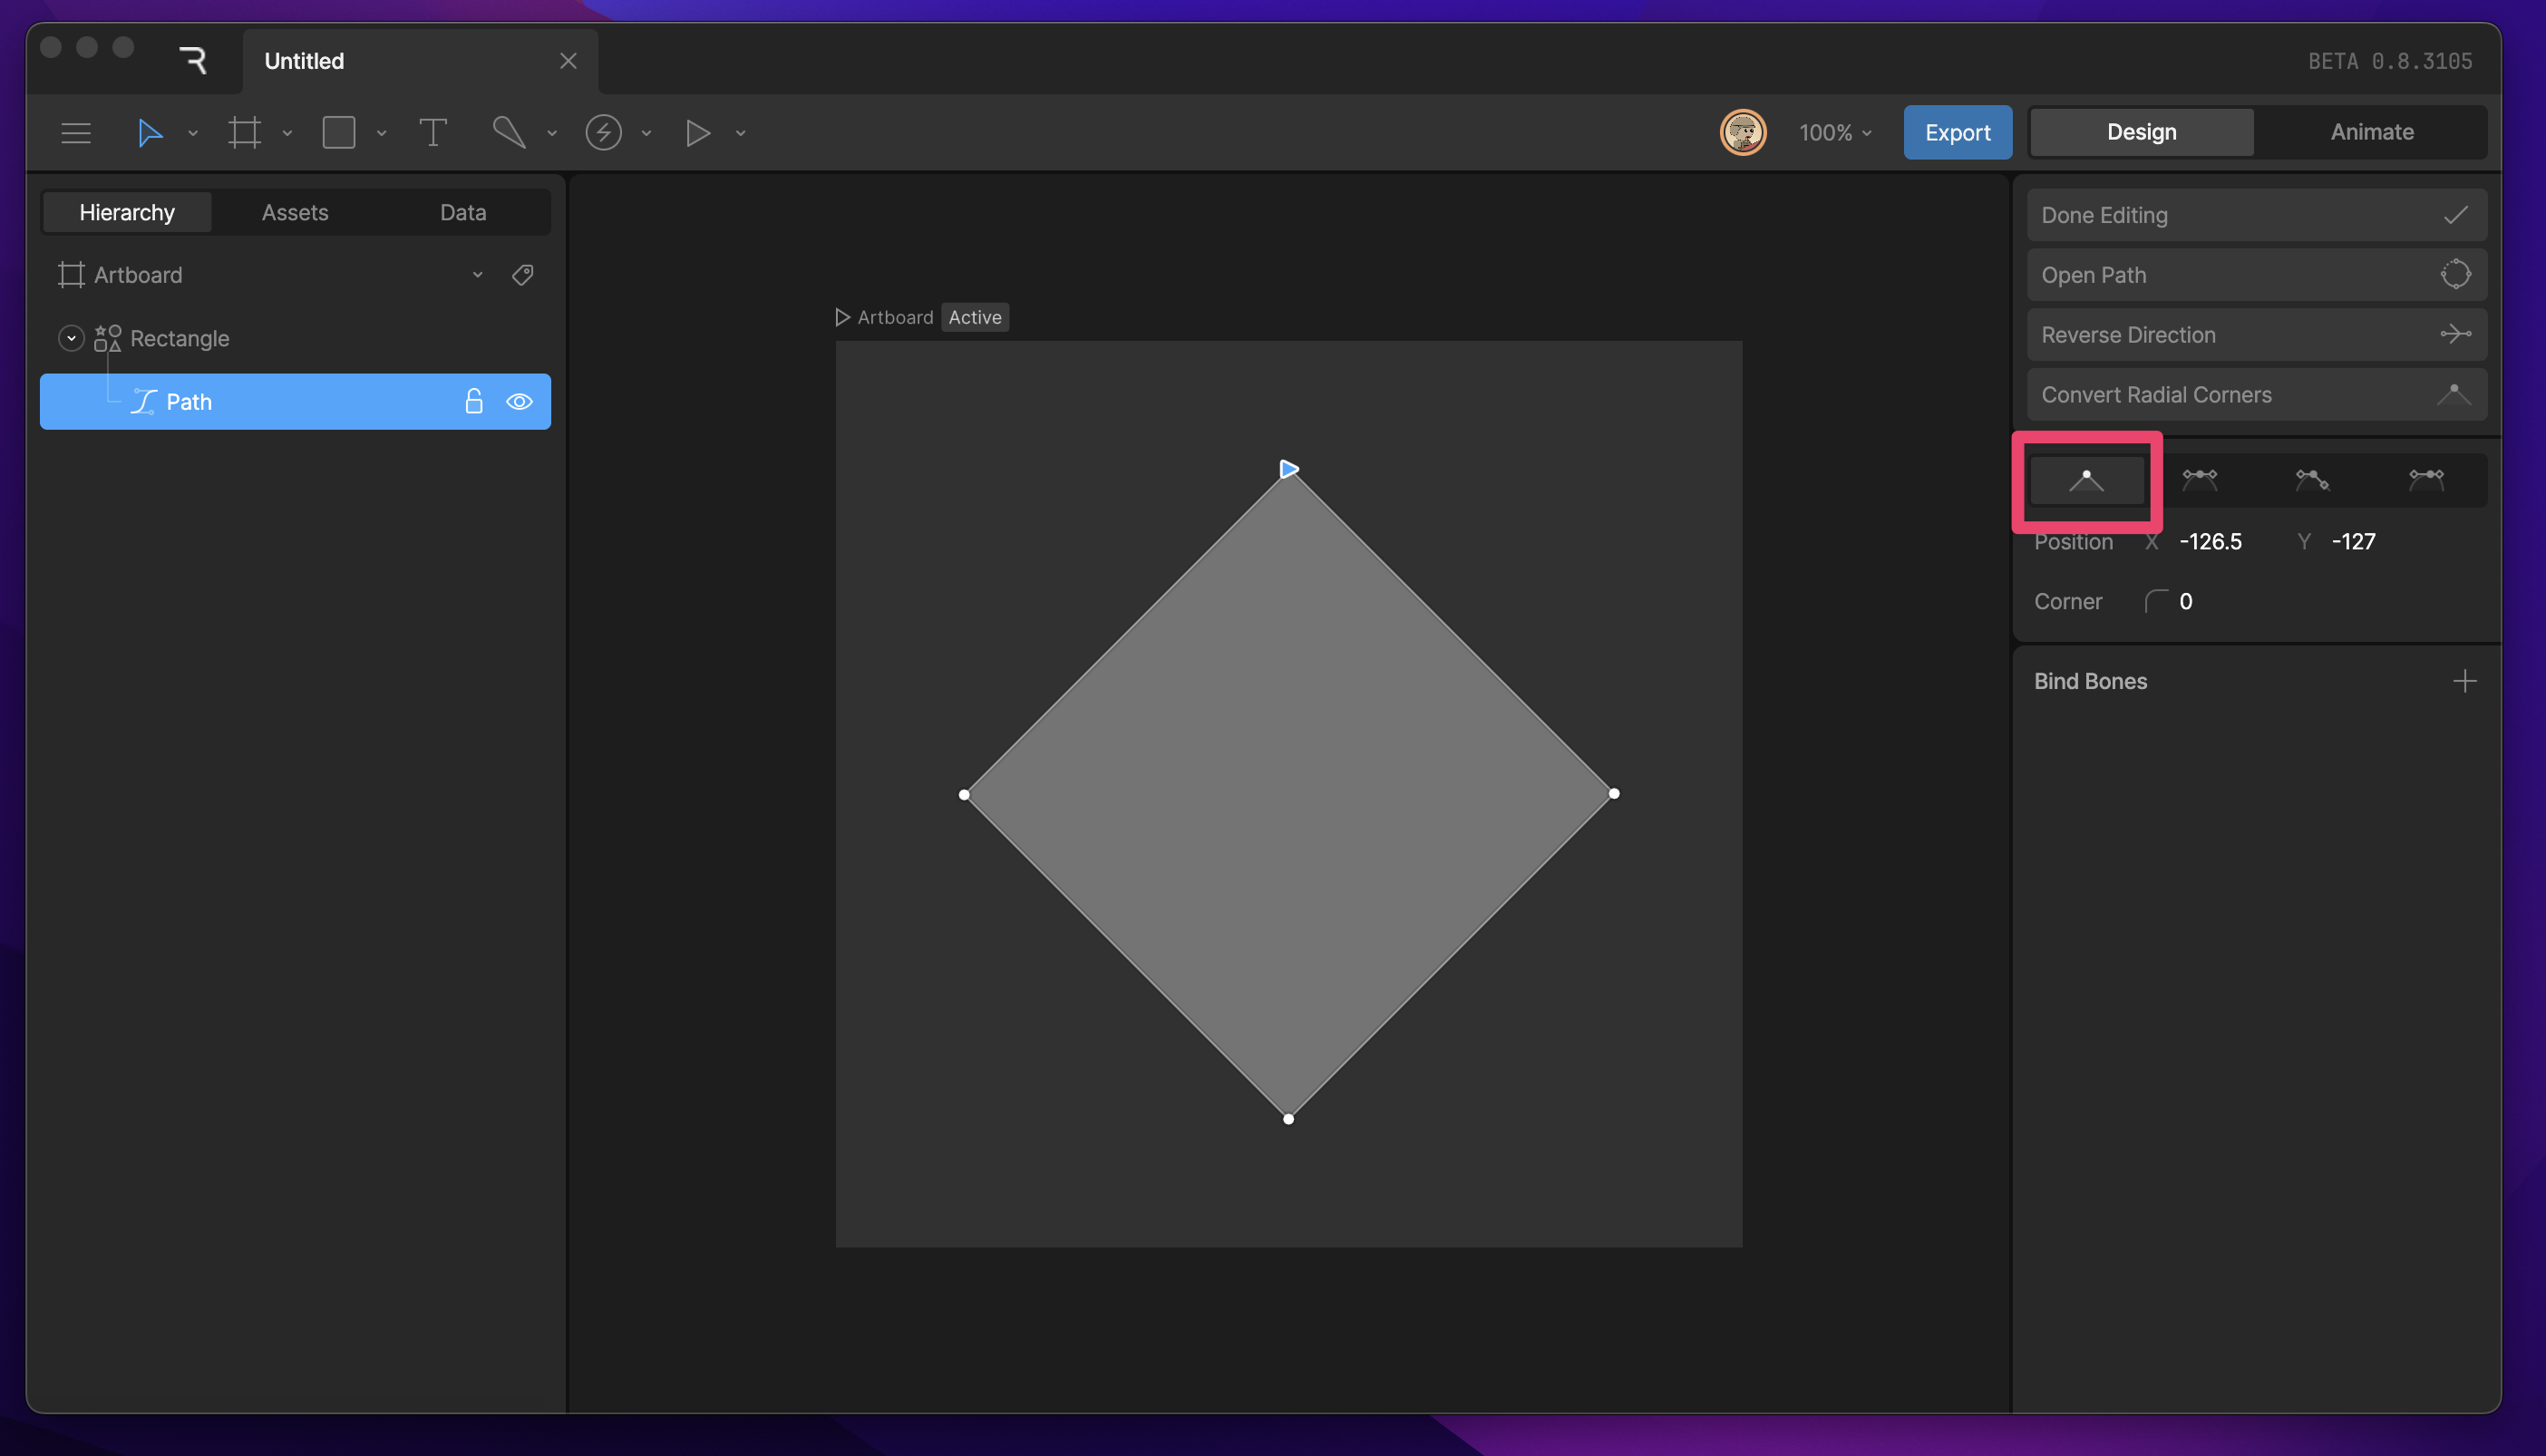 Untitled
BETA 0.8.3105
100%
Export
Design
Animate
Hierarchy
Assets
Data
Artboard
Rectangle
Path
Artboard Active
Done Editing
Open Path
Reverse Direction
Convert Radial Corners
Position X -126.5 Y -127
Corner 0
Bind Bones